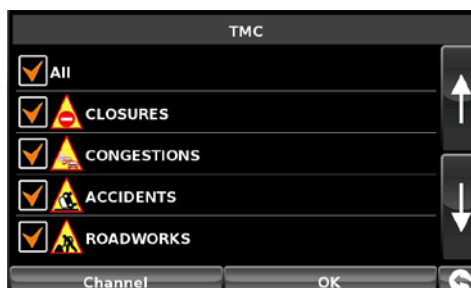 TMC
All
CLOSURES
CONGESTIONS
ACCIDENTS
ROADWORKS
Channel
OK